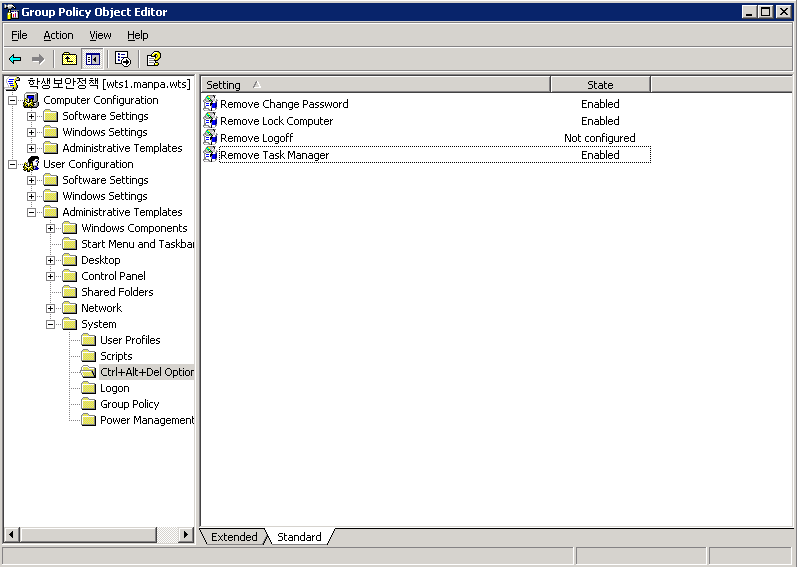 Group Policy Object Editor
File Action View Help
학생보안정책 [wts1.manpa.wts]
Computer Configuration
Software Settings
Windows Settings
Administrative Templates
User Configuration
Software Settings
Windows Settings
Administrative Templates
Windows Components
Start Menu and Taskba
Desktop
Control Panel
Shared Folders
Network
System
User Profiles
Scripts
Ctrl+Alt+Del Option
Logon
Group Policy
Power Management
Setting State
Remove Change Password Enabled
Remove Lock Computer Enabled
Remove Logoff Not configured
Remove Task Manager Enabled
Extended Standard